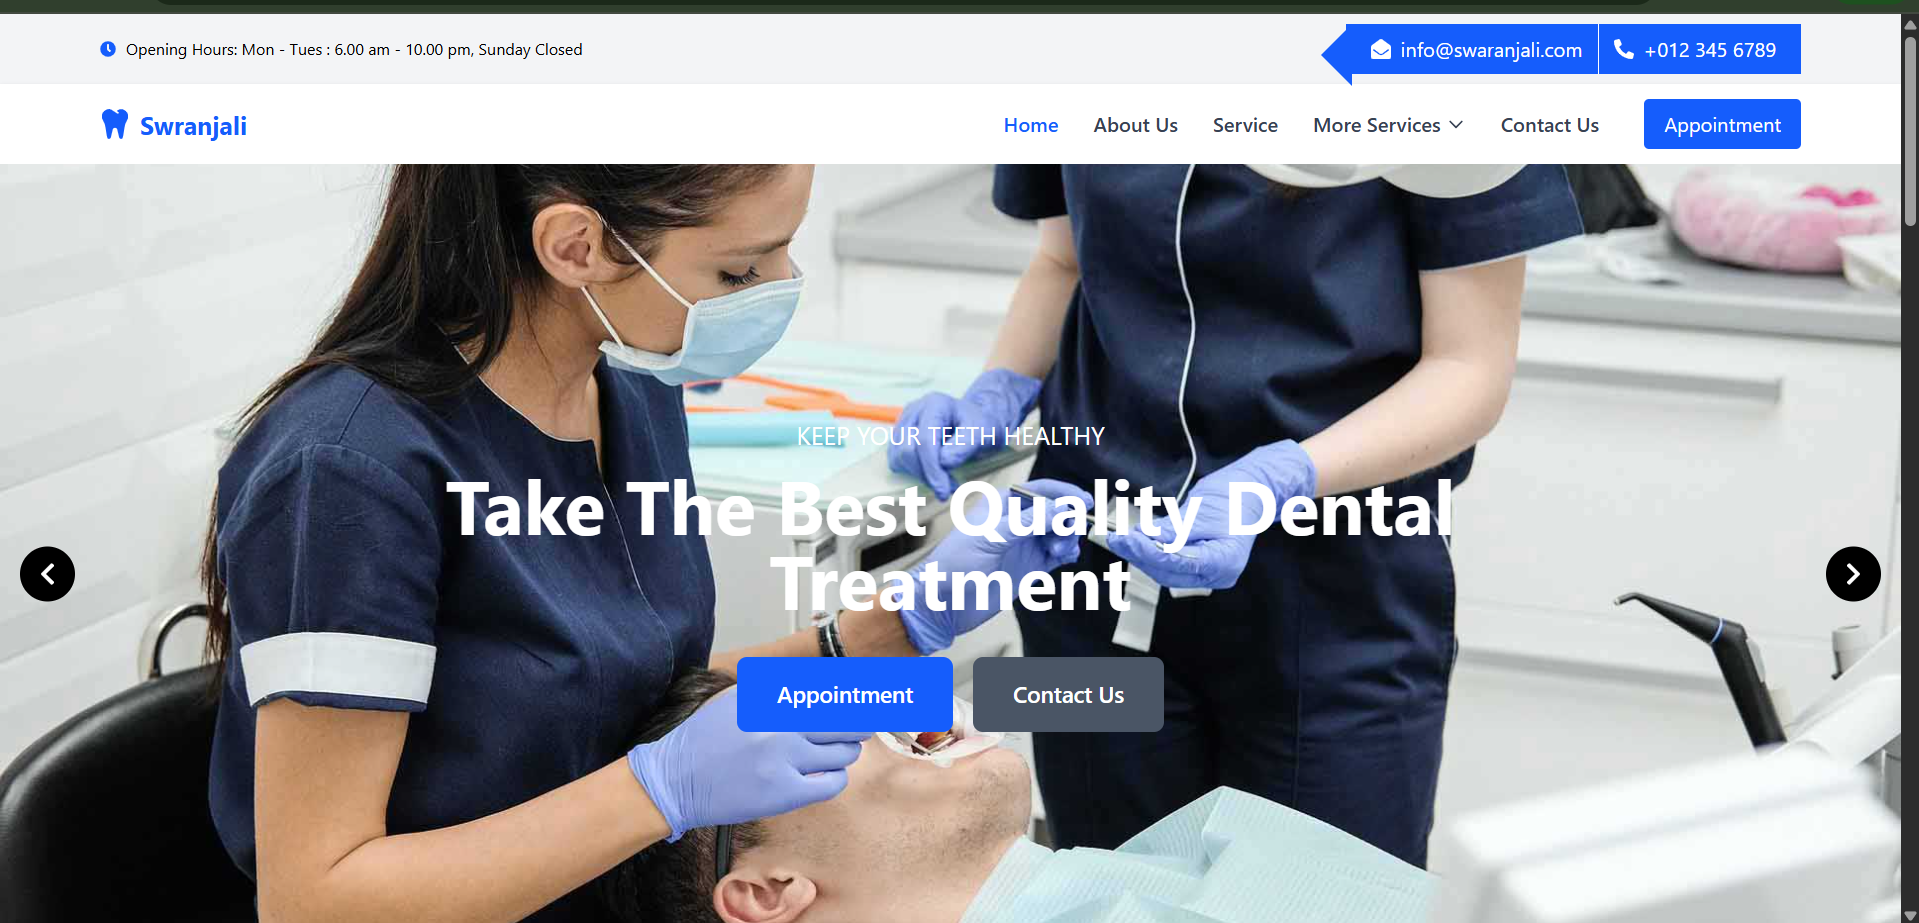 Opening Hours: Mon - Tues : 6.00 am - 10.00 pm, Sunday Closed
info@swaranjali.com
+012 345 6789
Swranjali
Home
About Us
Service
More Services
Contact Us
Appointment
KEEP YOUR TEETH HEALTHY
Take The Best Quality Dental
Treatment
Appointment
Contact Us